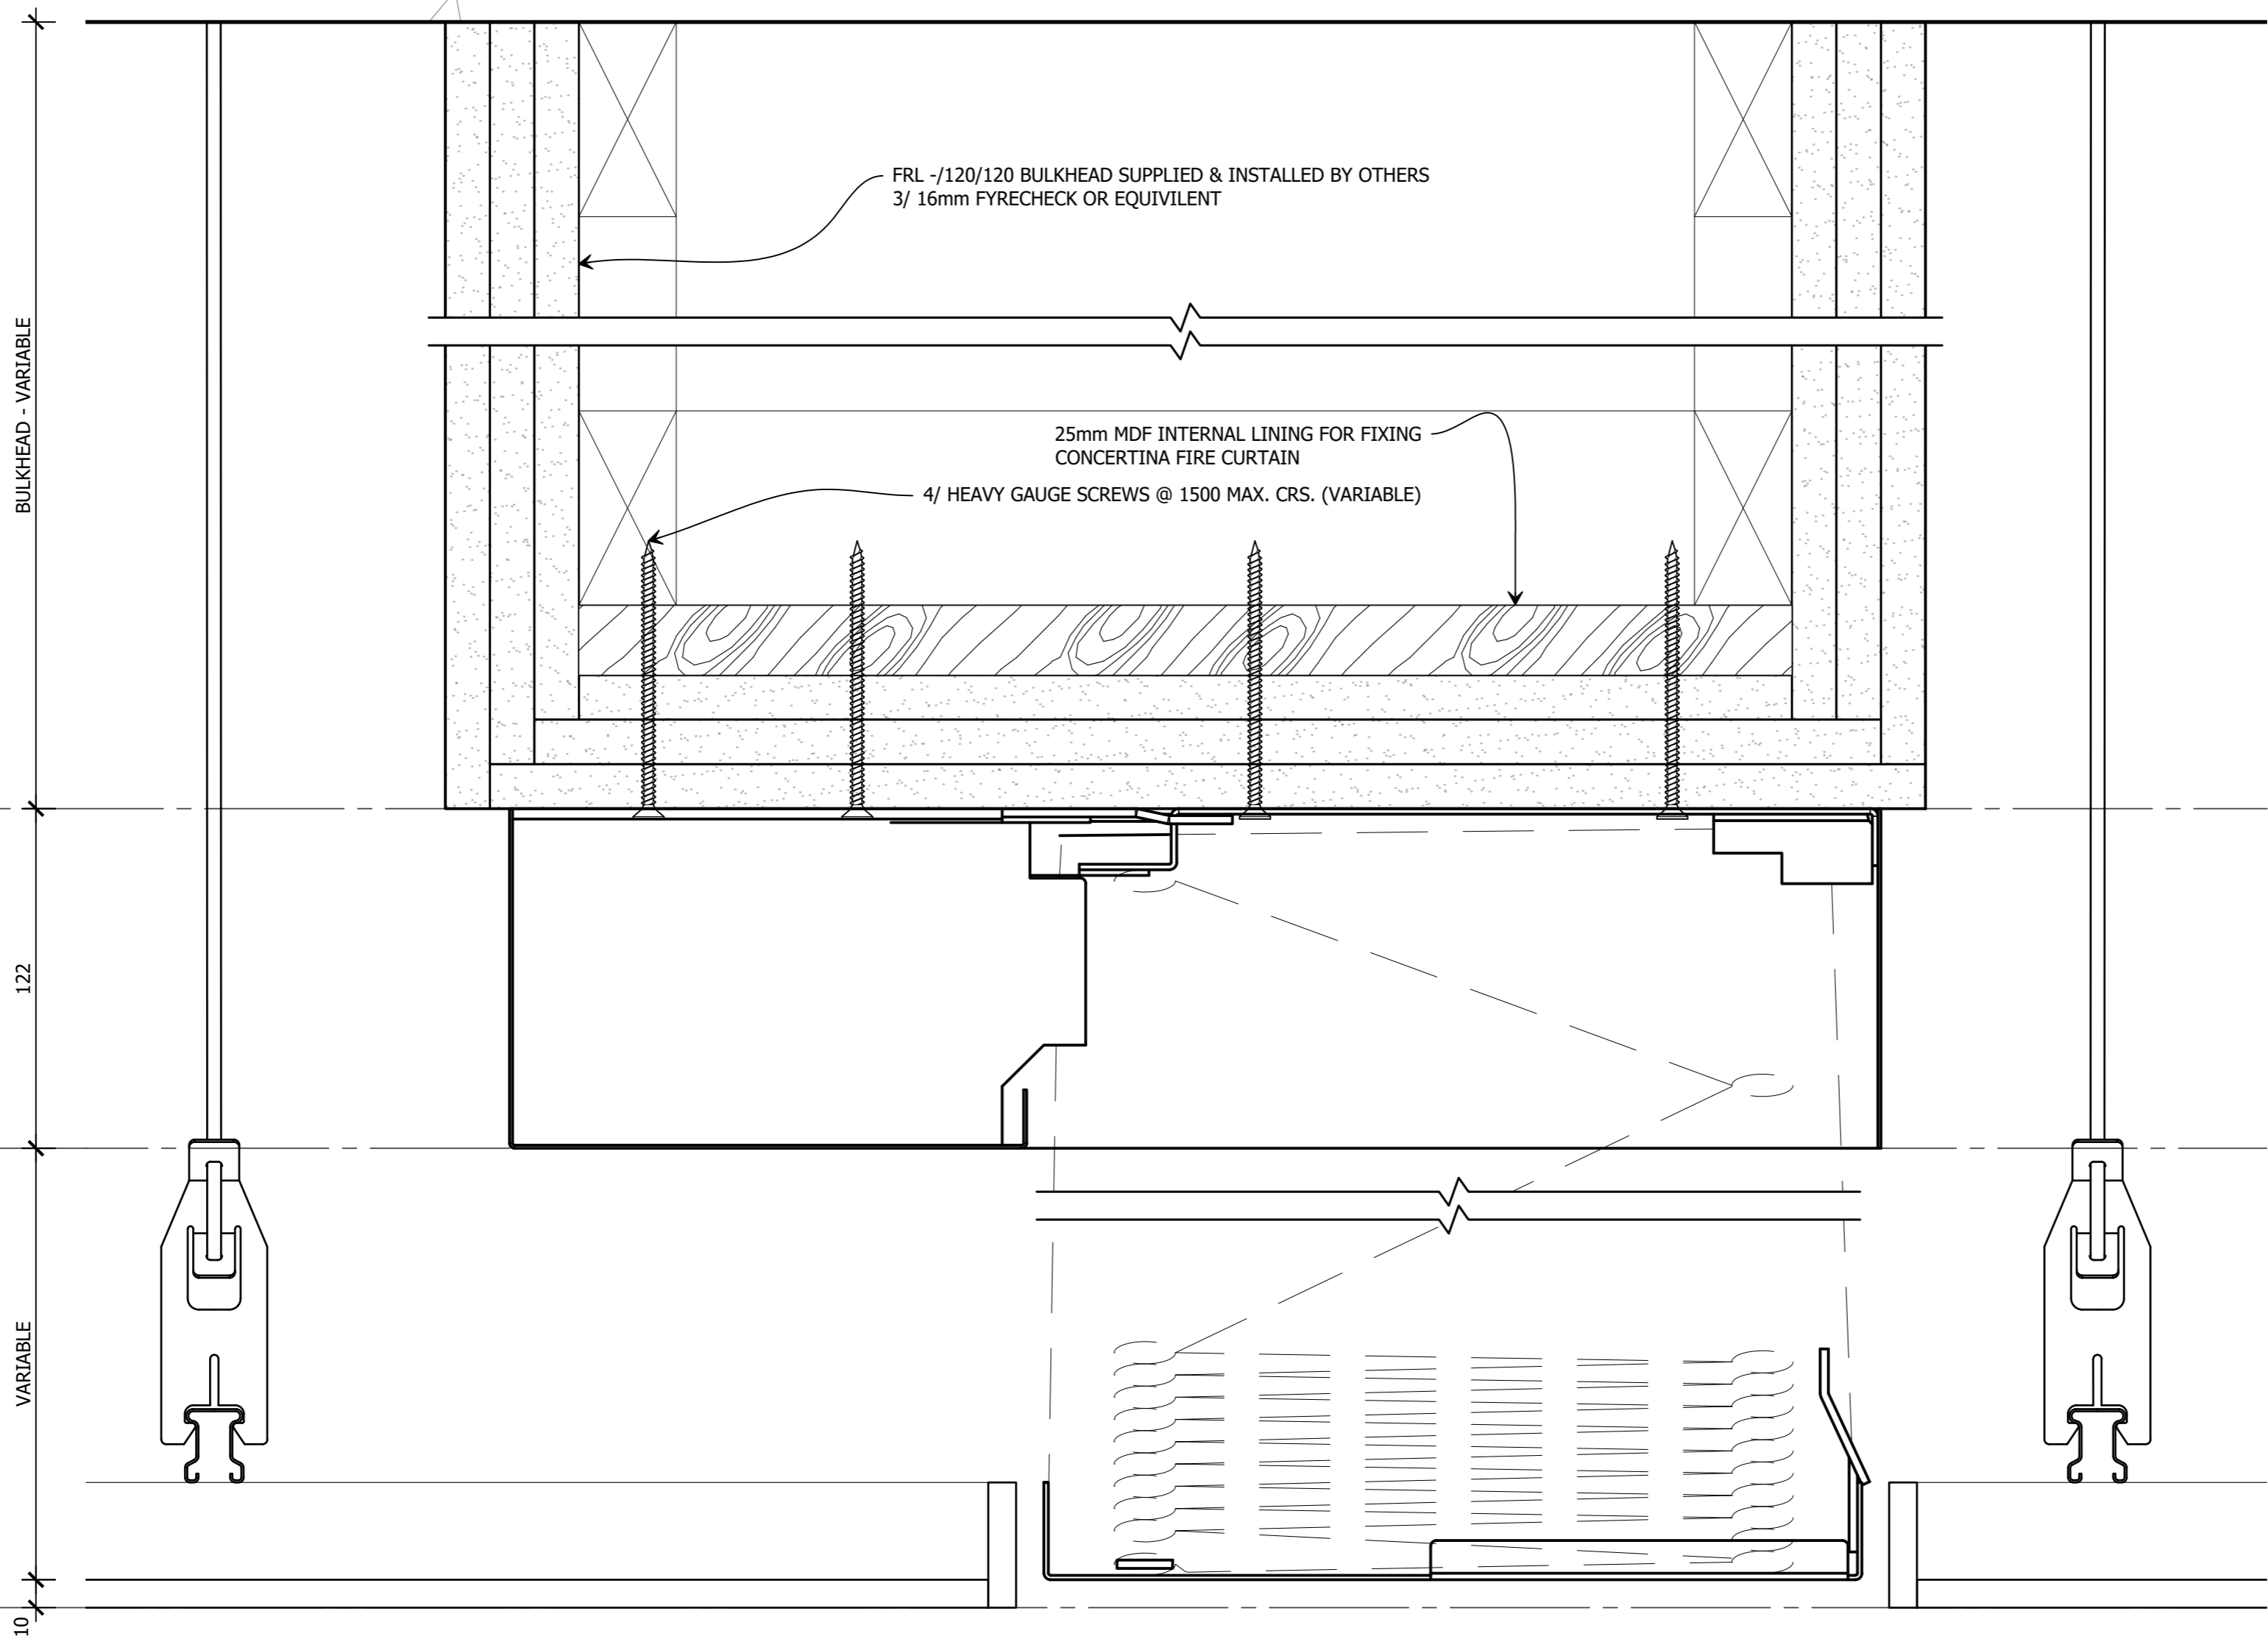 FRL -/120/120 BULKHEAD SUPPLIED & INSTALLED BY OTHERS
3/ 16mm FYRECHECK OR EQUIVILENT
BULKHEAD - VARIABLE
25mm MDF INTERNAL LINING FOR FIXING
CONCERTINA FIRE CURTAIN
4/ HEAVY GAUGE SCREWS @ 1500 MAX. CRS. (VARIABLE)
122
VARIABLE
10